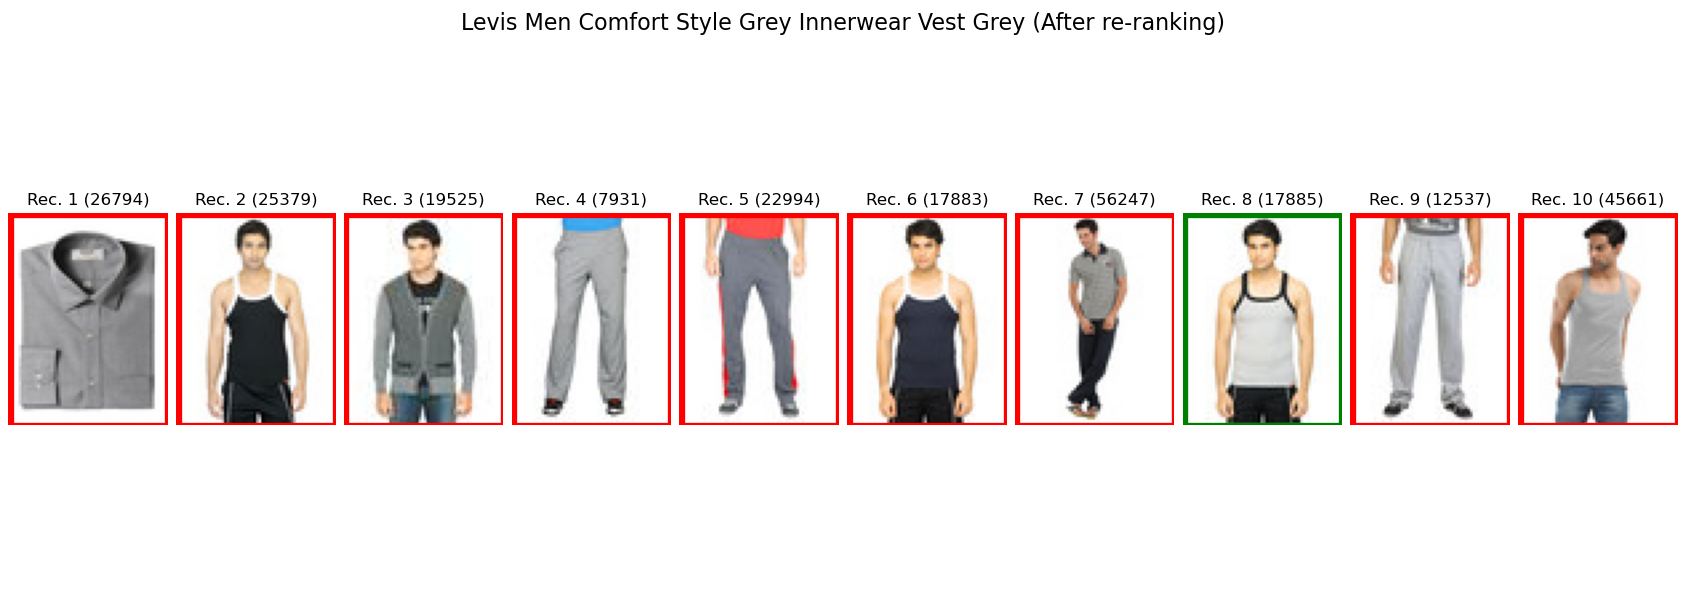 Levis Men Comfort Style Grey Innerwear Vest Grey (After re-ranking)
Rec. 1 (26794) Rec. 2 (25379) Rec. 3 (19525) Rec. 4 (7931) Rec. 5 (22994) Rec. 6 (17883) Rec. 7 (56247) Rec. 8 (17885) Rec. 9 (12537) Rec. 10 (45661)